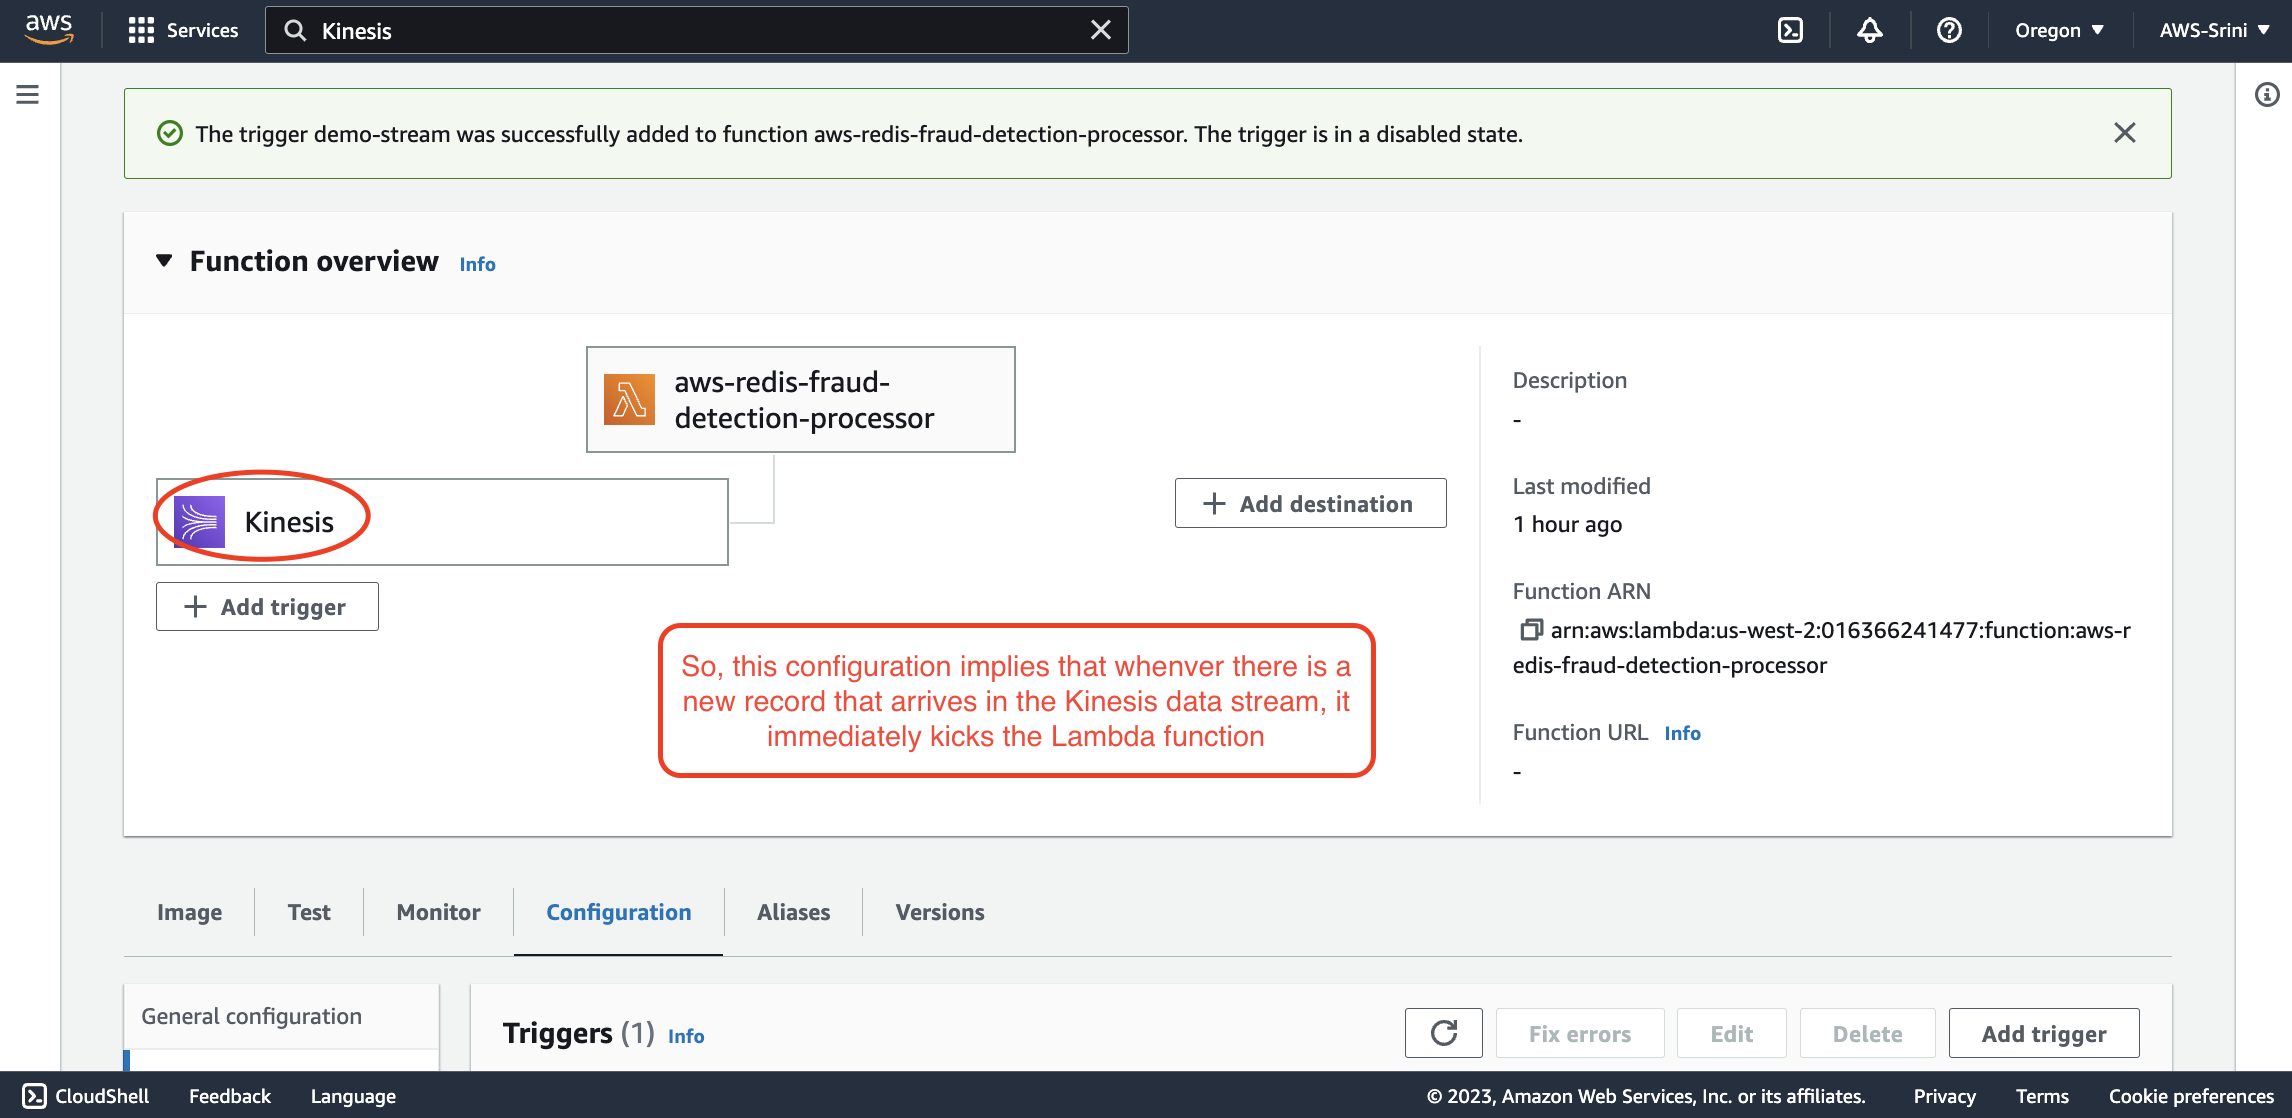 aws
Services
Kinesis
Oregon
AWS-Srini
The trigger demo-stream was successfully added to function aws-redis-fraud-detection-processor. The trigger is in a disabled state.
Function overview
Info
aws-redis-fraud-
detection-processor
Kinesis
Add trigger
Add destination
So, this configuration implies that whenver there is a
new record that arrives in the Kinesis data stream, it
immediately kicks the Lambda function
Description
-
Last modified
1 hour ago
Function ARN
arn:aws:lambda:us-west-2:016366241477:function:aws-r
edis-fraud-detection-processor
Function URL Info
-
Image
Test
Monitor
Configuration
Aliases
Versions
General configuration
Triggers (1) Info
Fix errors
Edit
Delete
Add trigger
CloudShell
Feedback
Language
© 2023, Amazon Web Services, Inc. or its affiliates.
Privacy
Terms
Cookie preferences